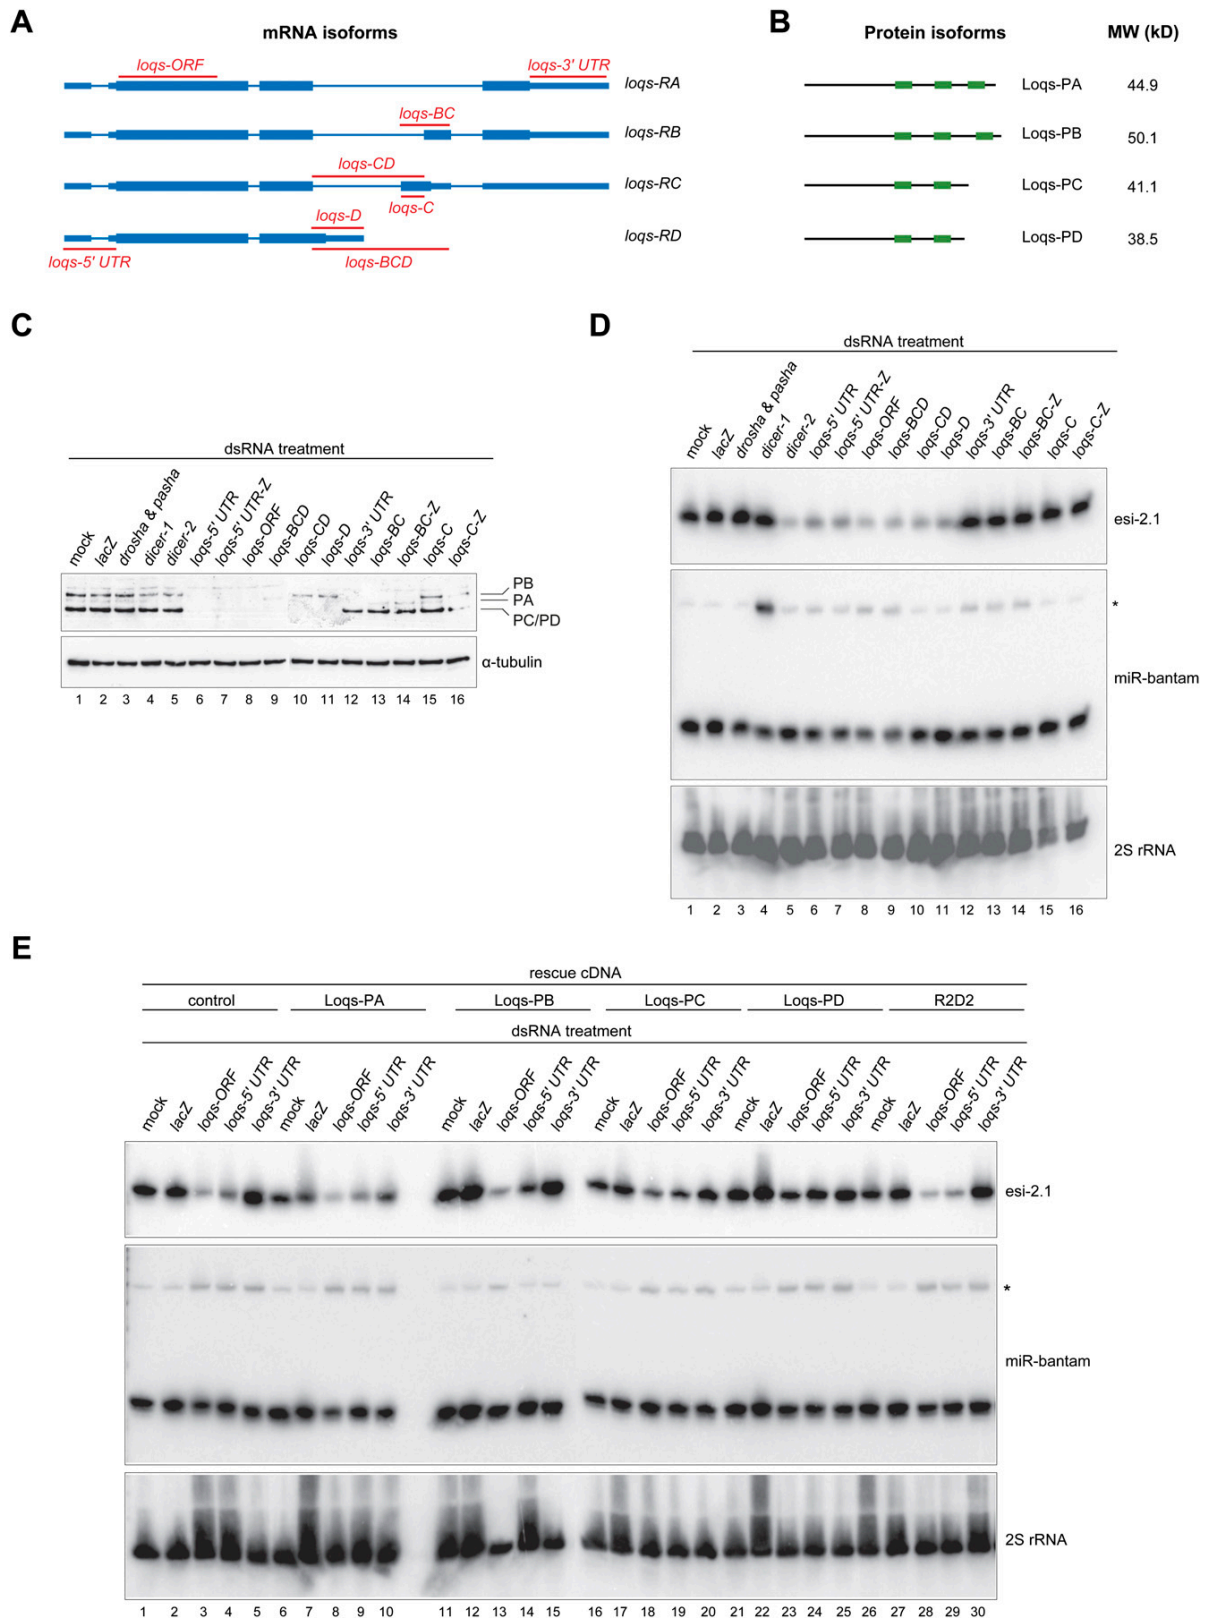 A
mRNA isoforms
loqs-ORF
loqs-3' UTR
loqs-RA
loqs-BC
loqs-RB
loqs-CD
loqs-RC
loqs-C
loqs-D
loqs-RD
loqs-5' UTR
loqs-BCD
B
Protein isoforms
MW (kD)
Loqs-PA
44.9
Loqs-PB
50.1
Loqs-PC
41.1
Loqs-PD
38.5
C
dsRNA treatment
mock
lacZ
drosha & pasha
dicer-1
dicer-2
loqs-5' UTR
loqs-5' UTR-Z
loqs-ORF
loqs-BCD
loqs-CD
loqs-D
loqs-3' UTR
loqs-BC
loqs-BC-Z
loqs-C
loqs-C-Z
PB
PA
PC/PD
α-tubulin
1 2 3 4 5 6 7 8 9 10 11 12 13 14 15 16
D
dsRNA treatment
mock
lacZ
drosha & pasha
dicer-1
dicer-2
loqs-5' UTR
loqs-5' UTR-Z
loqs-ORF
loqs-BCD
loqs-CD
loqs-D
loqs-3' UTR
loqs-BC
loqs-BC-Z
loqs-C
loqs-C-Z
esi-2.1
*
miR-bantam
2S rRNA
1 2 3 4 5 6 7 8 9 10 11 12 13 14 15 16
E
rescue cDNA
control Loqs-PA Loqs-PB Loqs-PC Loqs-PD R2D2
dsRNA treatment
mock
lacZ
loqs-ORF
loqs-5' UTR
loqs-3' UTR
mock
lacZ
loqs-ORF
loqs-5' UTR
loqs-3' UTR
mock
lacZ
loqs-ORF
loqs-5' UTR
loqs-3' UTR
mock
lacZ
loqs-ORF
loqs-5' UTR
loqs-3' UTR
mock
lacZ
loqs-ORF
loqs-5' UTR
loqs-3' UTR
mock
lacZ
loqs-ORF
loqs-5' UTR
loqs-3' UTR
esi-2.1
*
miR-bantam
2S rRNA
1 2 3 4 5 6 7 8 9 10 11 12 13 14 15 16 17 18 19 20 21 22 23 24 25 26 27 28 29 30